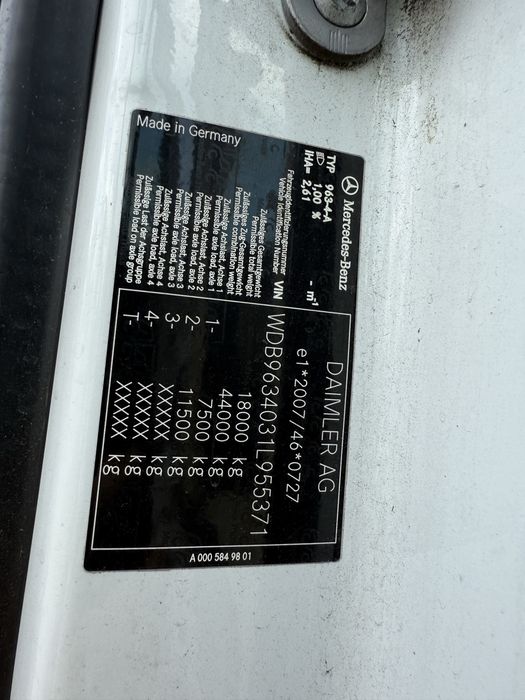 Mercedes-Benz
DAIMLER AG
TYP 963-4-A - m-1 e1*2007/46*0727
1,00 %
IHA= 2,61
Fahrzeugidentifizierungsnummer
Vehicle Identification Number VIN WDB9634031L955371
Zulässiges Gesamtgewicht
Permissible total weight 18000 kg
Zulässiges Zug-Gesamtgewicht
Permissible combination weight 44000 kg
Zulässige Achslast, Achse 1
Permissible axle load, axle 1 1- 7500 kg
Zulässige Achslast, Achse 2
Permissible axle load, axle 2 2- 11500 kg
Zulässige Achslast, Achse 3
Permissible axle load, axle 3 3- XXXXX kg
Zulässige Achslast, Achse 4
Permissible axle load, axle 4 4- XXXXX kg
Zulässige Last der Achsgruppe
Permissible load on axle group T- XXXXX kg
Made in Germany
A 000 584 98 01